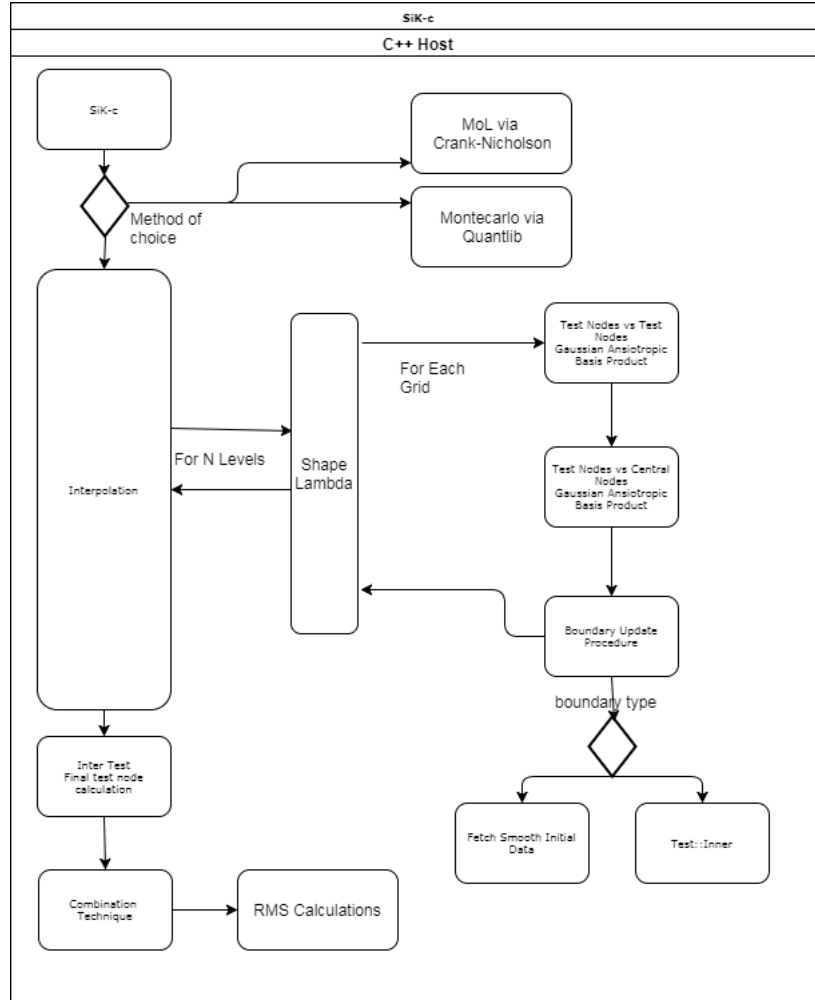 SiK-c
C++ Host
SiK-c
MoL via
Crank-Nicholson
Method of
choice
Montecarlo via
Quantlib
Test Nodes vs Test
Nodes
Gaussian Ansiotropic
Basis Product
For Each
Grid
For N Levels
Shape
Lambda
Interpolation
Test Nodes vs Central
Nodes
Gaussian Ansiotropic
Basis Product
Boundary Update
Procedure
boundary type
Inter Test
Final test node
calculation
Fetch Smooth Initial
Data
Test::Inner
Combination
Technique
RMS Calculations